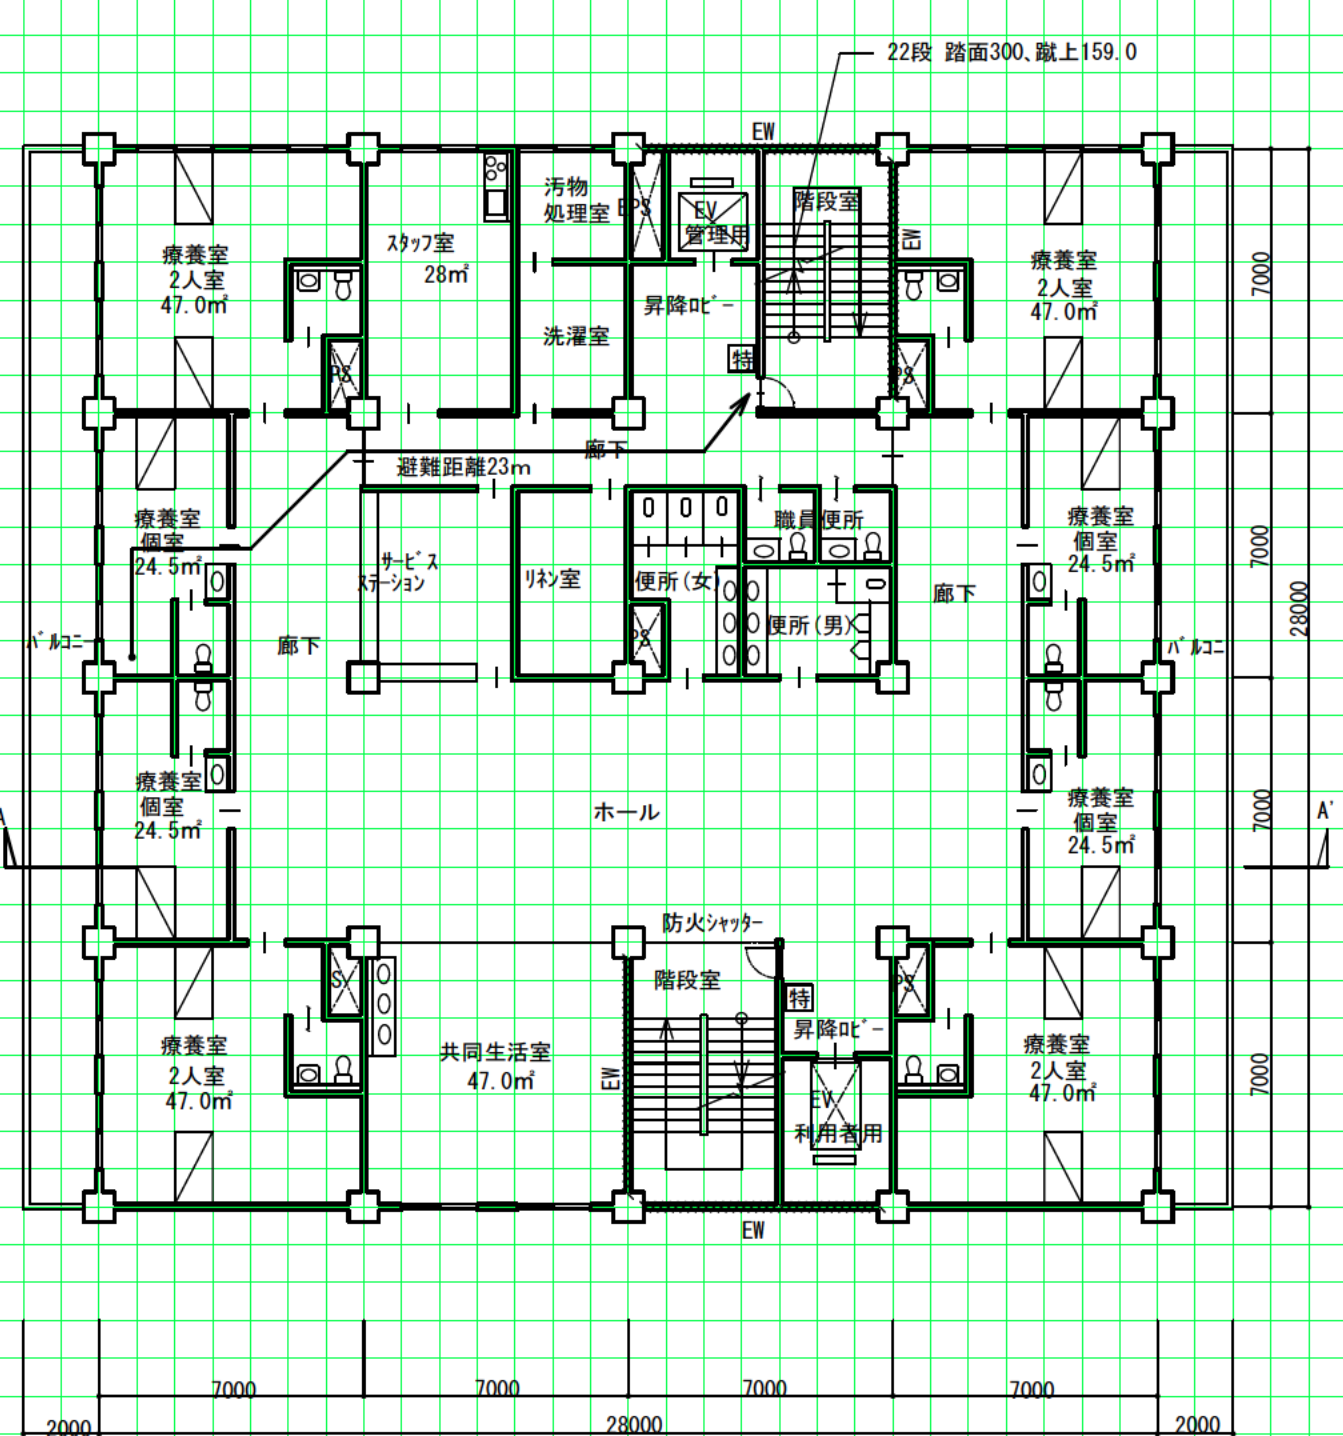 22段 踏面300､蹴上159.0
EW
汚物
処理室
EPS
EV
管理用
階段室
EW
スタッフ室
28㎡
療養室
2人室
47.0㎡
療養室
2人室
47.0㎡
7000
昇降ロビー
洗濯室
特
PS
PS
廊下
避難距離23m
療養室
個室
24.5㎡
職員便所
療養室
個室
24.5㎡
7000
サービス
ステーション
リネン室
便所(女)
廊下
28000
PS
便所(男)
バルコニー
廊下
バルコニー
療養室
個室
24.5㎡
ホール
療養室
個室
24.5㎡
7000
A
A'
防火シャッター
階段室
S
PS
特
昇降ロビー
療養室
2人室
47.0㎡
共同生活室
47.0㎡
EW
療養室
2人室
47.0㎡
7000
EV
利用者用
EW
7000
7000
7000
7000
2000
28000
2000